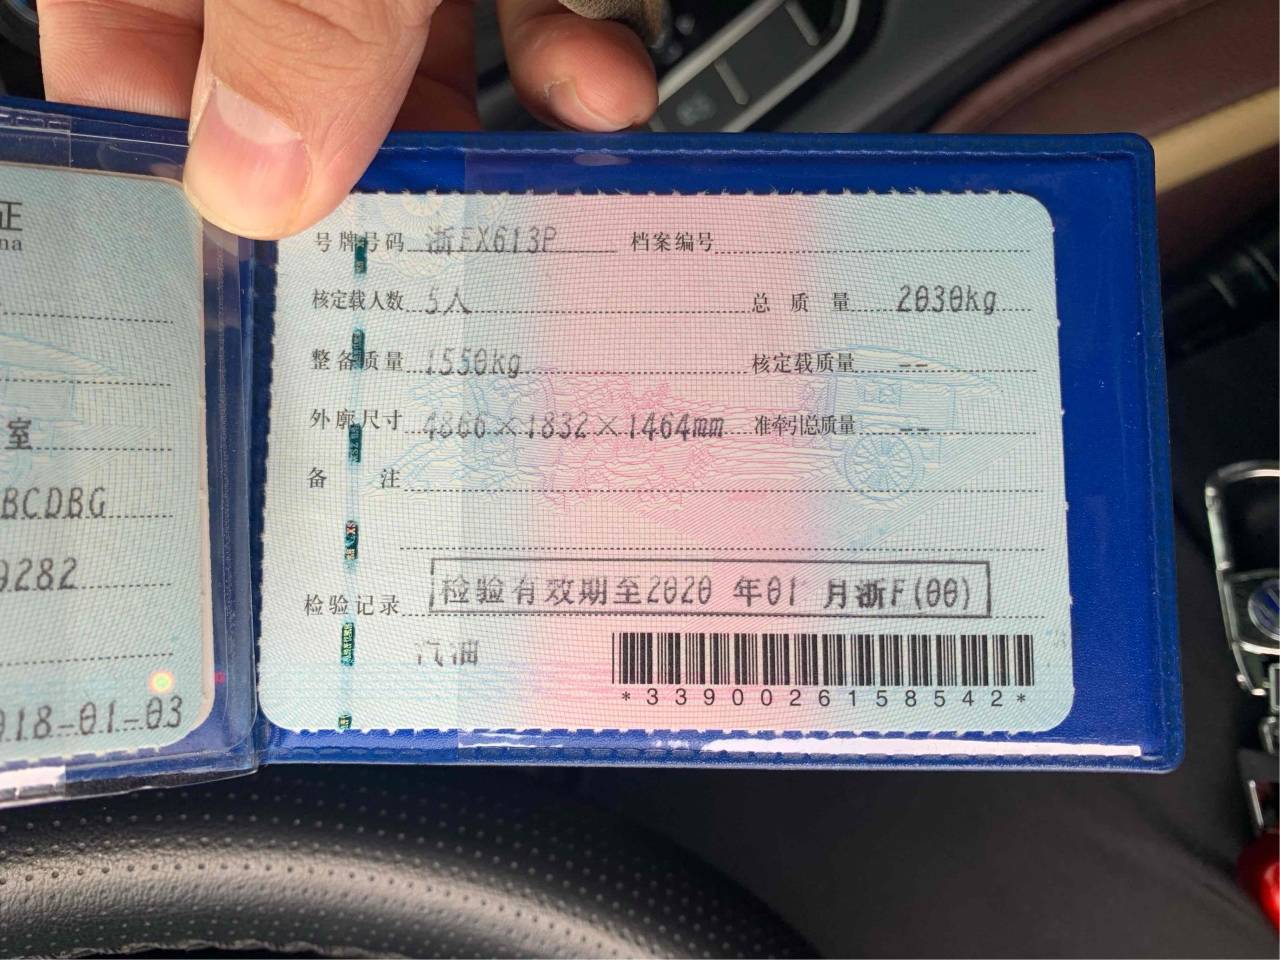 正
na
室
BCDBG
9282
018-01-03
号牌号码 浙FX613P 档案编号
核定载人数 5人 总质量 2030kg
整备质量 1550kg 核定载质量 --
外廓尺寸 4866×1832×1464mm 准牵引总质量 --
备注
检验记录 检验有效期至2020 年01 月浙F(00)
汽油
*3390026158542*